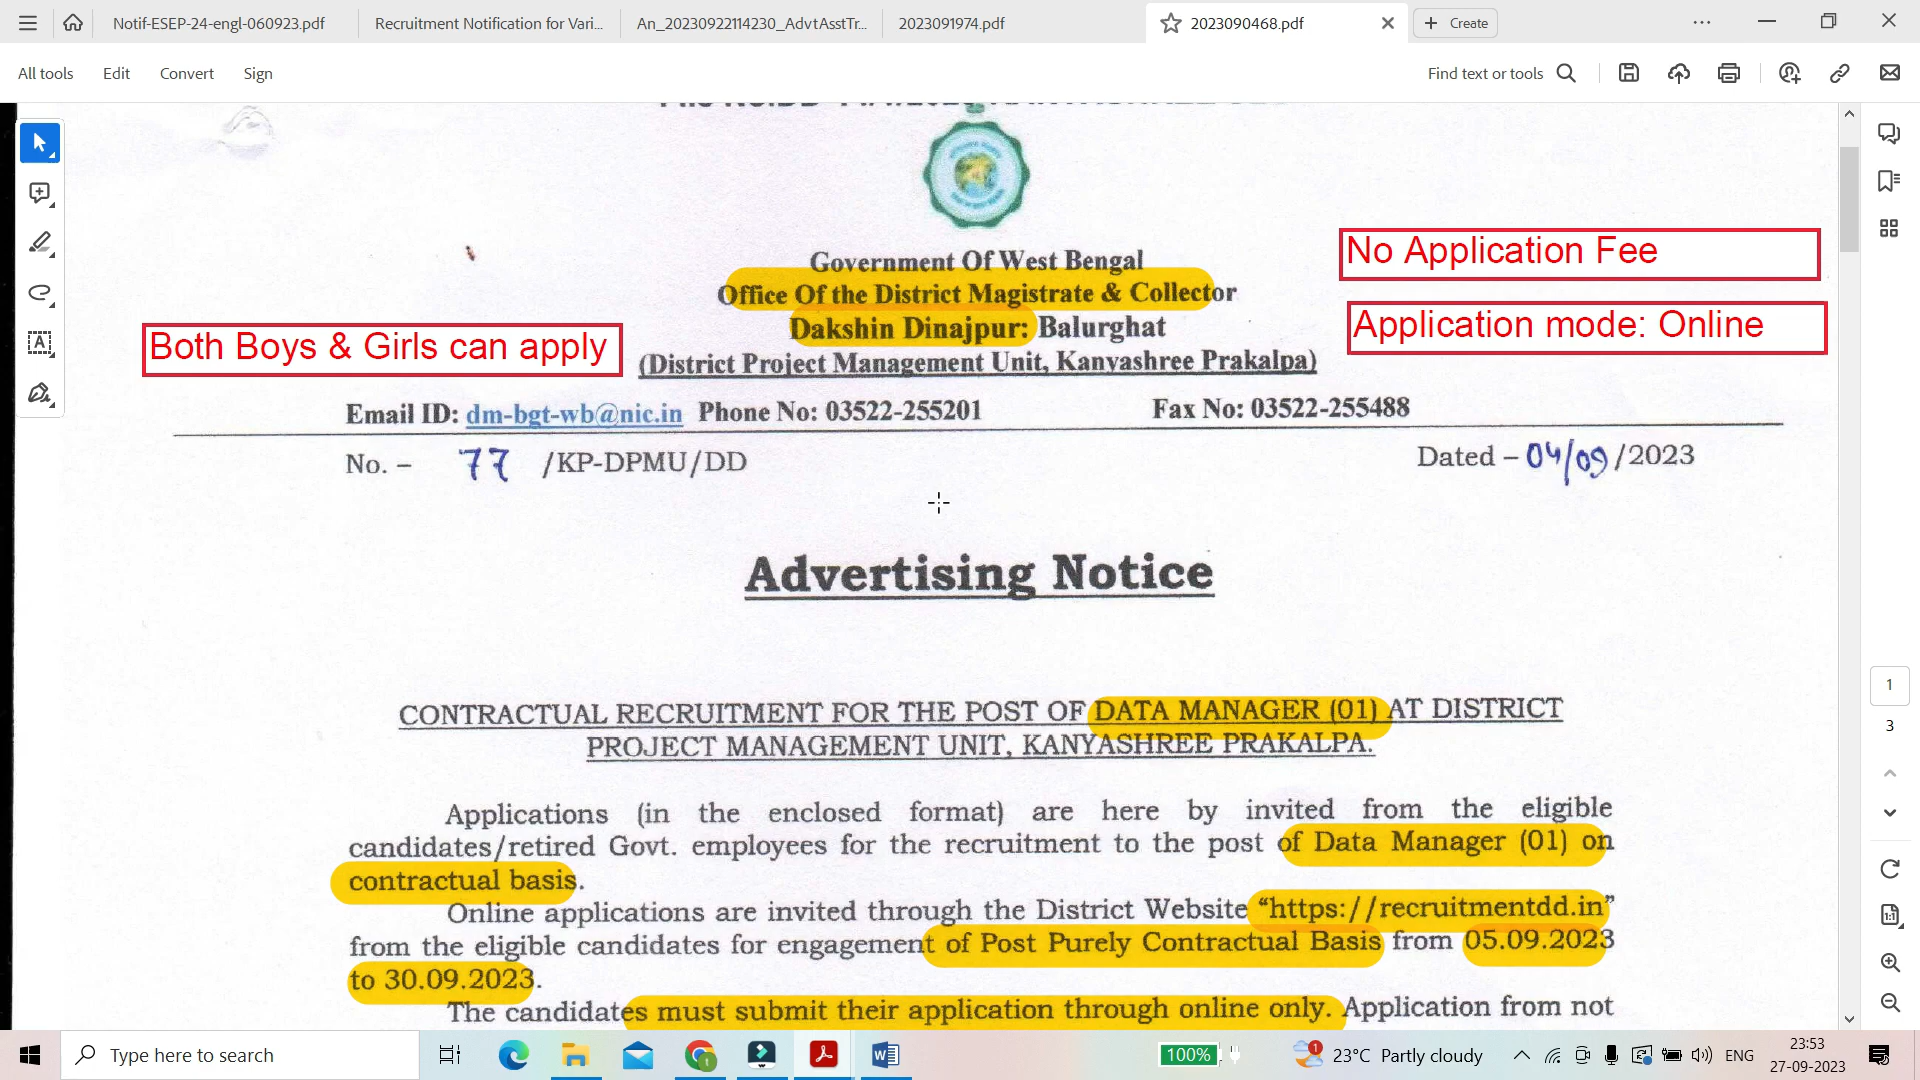 Notif-ESEP-24-engl-060923.pdf
Recruitment Notification for Vari...
An_20230922114230_AdvtAsstTr...
2023091974.pdf
2023090468.pdf
Create
All tools
Edit
Convert
Sign
Find text or tools
Government Of West Bengal
No Application Fee
Office Of the District Magistrate & Collector
Dakshin Dinajpur: Balurghat
Application mode: Online
Both Boys & Girls can apply
(District Project Management Unit, Kanyashree Prakalpa)
Email ID: dm-bgt-wb@nic.in Phone No: 03522-255201 Fax No: 03522-255488
No. – 77 /KP-DPMU/DD
Dated – 04/09/2023
Advertising Notice
CONTRACTUAL RECRUITMENT FOR THE POST OF DATA MANAGER (01) AT DISTRICT
PROJECT MANAGEMENT UNIT, KANYASHREE PRAKALPA.
Applications (in the enclosed format) are here by invited from the eligible
candidates/retired Govt. employees for the recruitment to the post of Data Manager (01) on
contractual basis.
Online applications are invited through the District Website “https://recruitmentdd.in”
from the eligible candidates for engagement of Post Purely Contractual Basis from 05.09.2023
to 30.09.2023.
The candidates must submit their application through online only. Application from not
1
3
Type here to search
100%
1
23°C Partly cloudy
ENG
23:53
27-09-2023